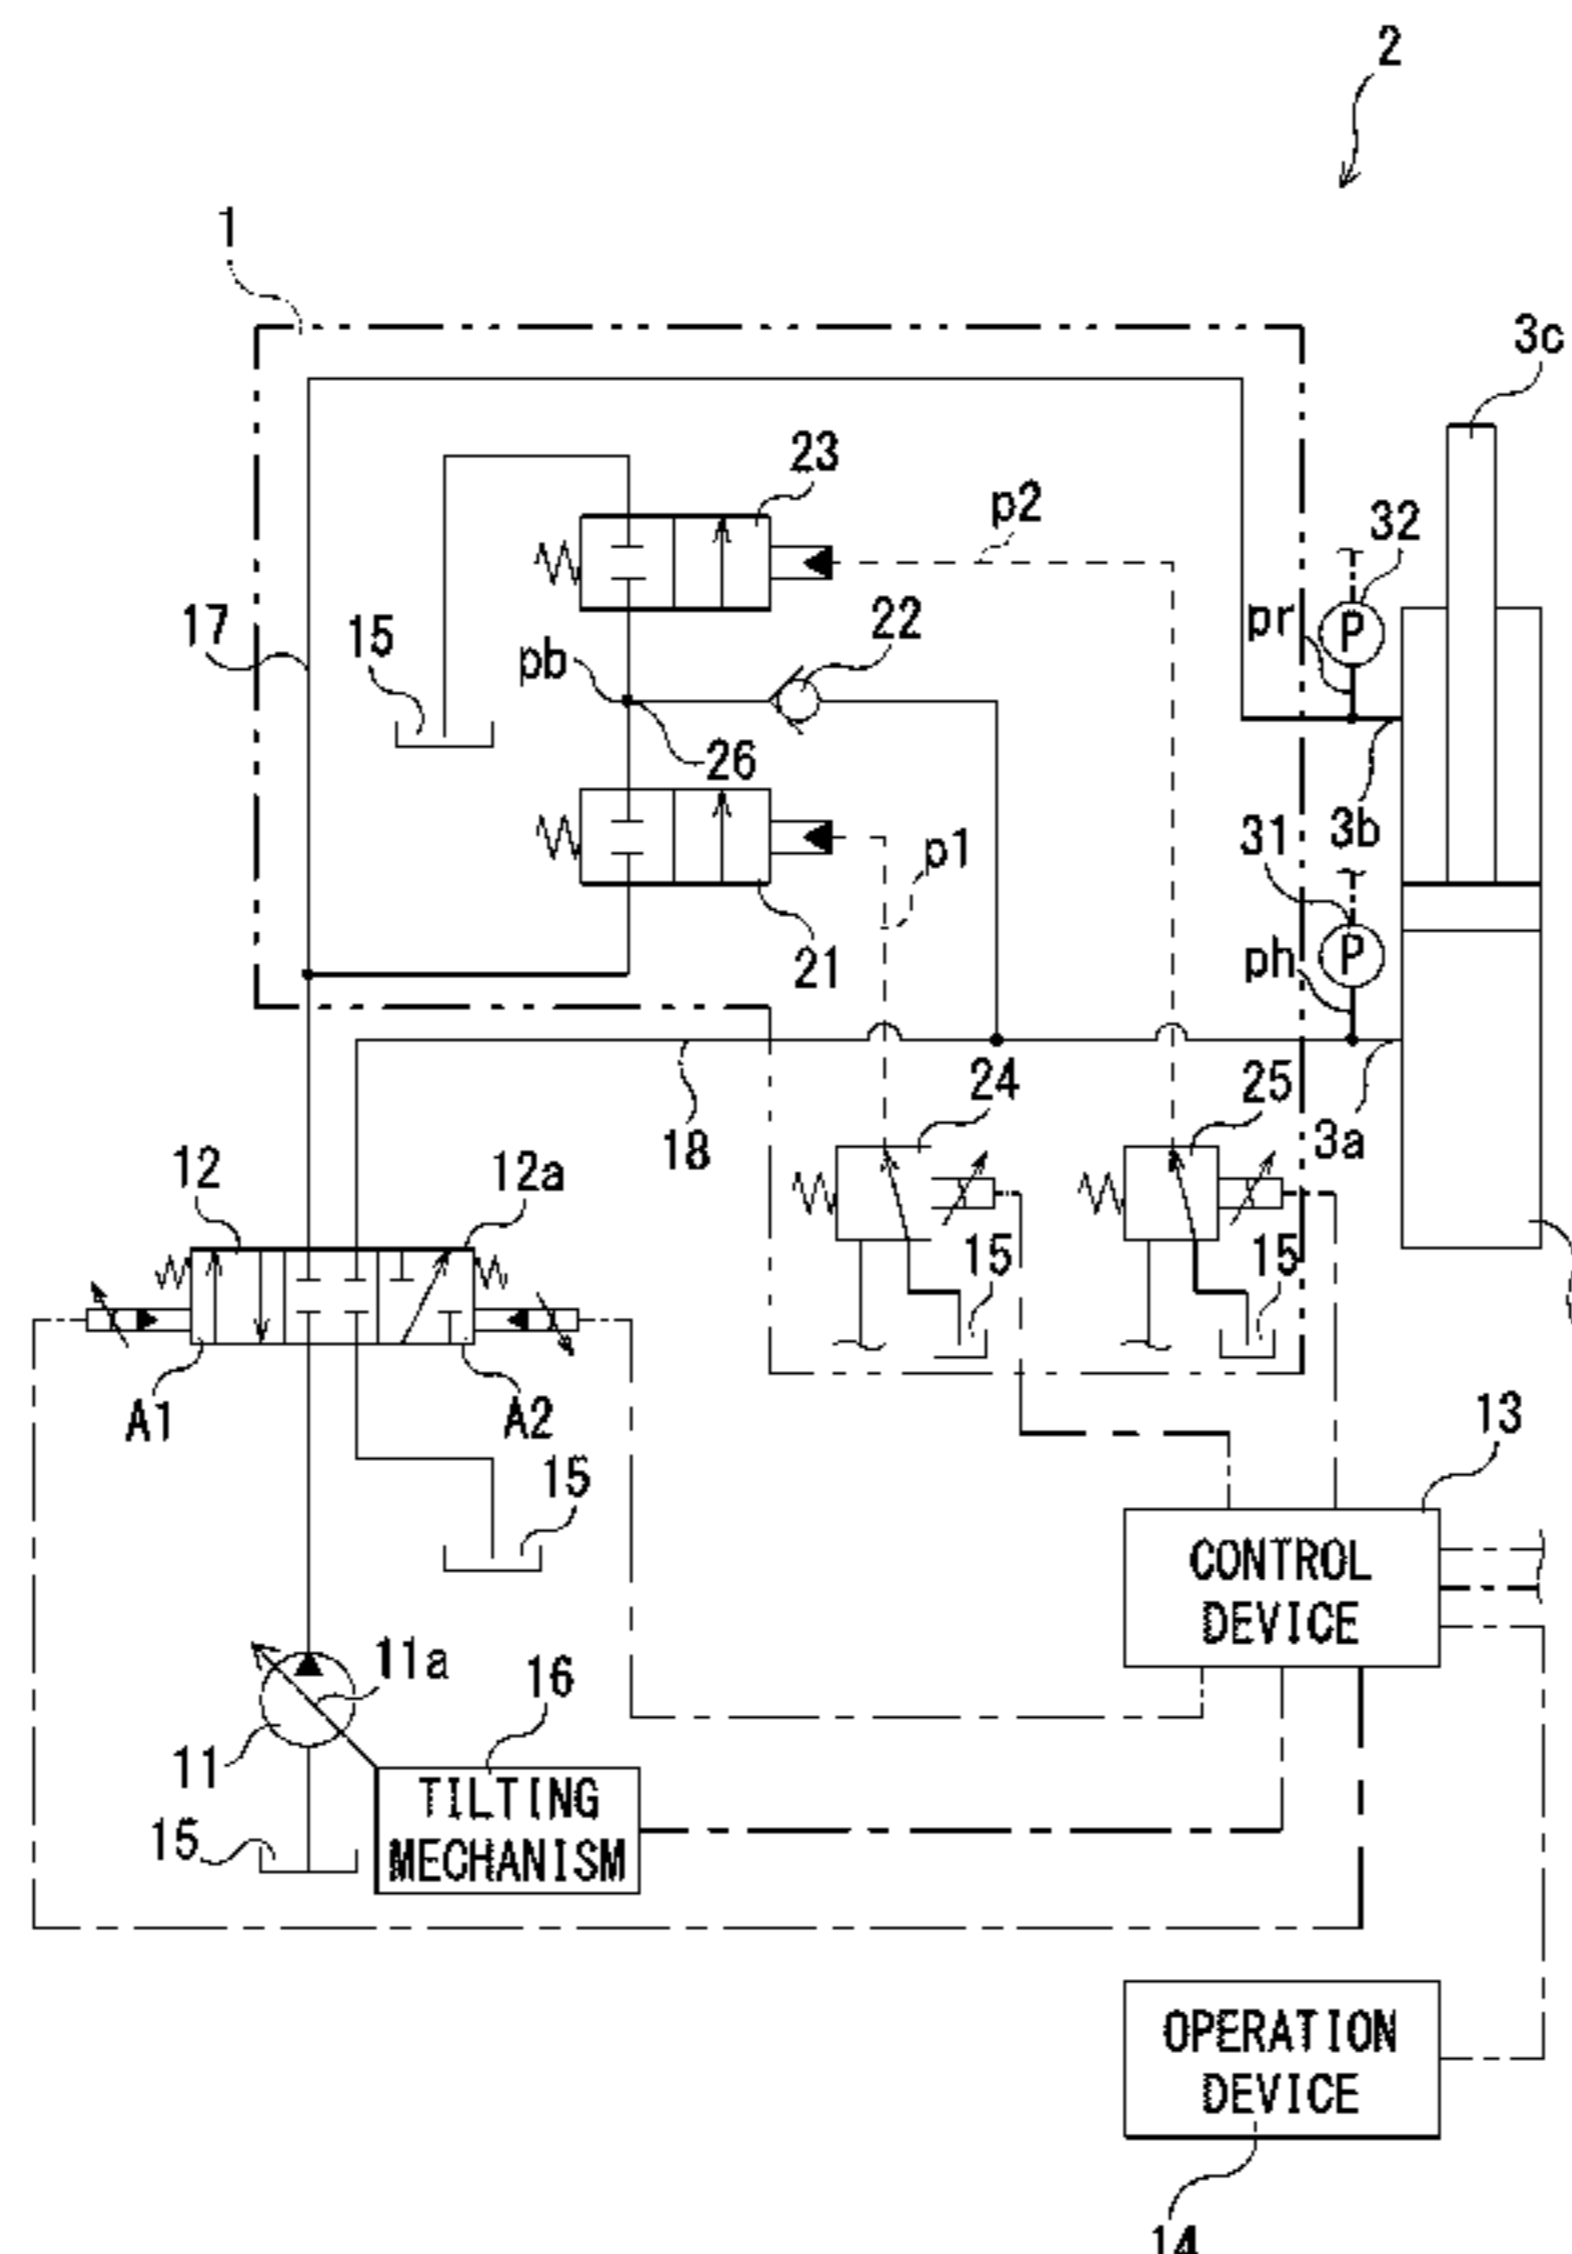 2
1
3c
23
p2
32
17
15
22
pr
pb
26
3b
31
p1
21
ph
24
25
18
3a
12
12a
15
15
A1
A2
13
15
CONTROL
DEVICE
11a
16
11
TILTING
MECHANISM
15
OPERATION
DEVICE
14